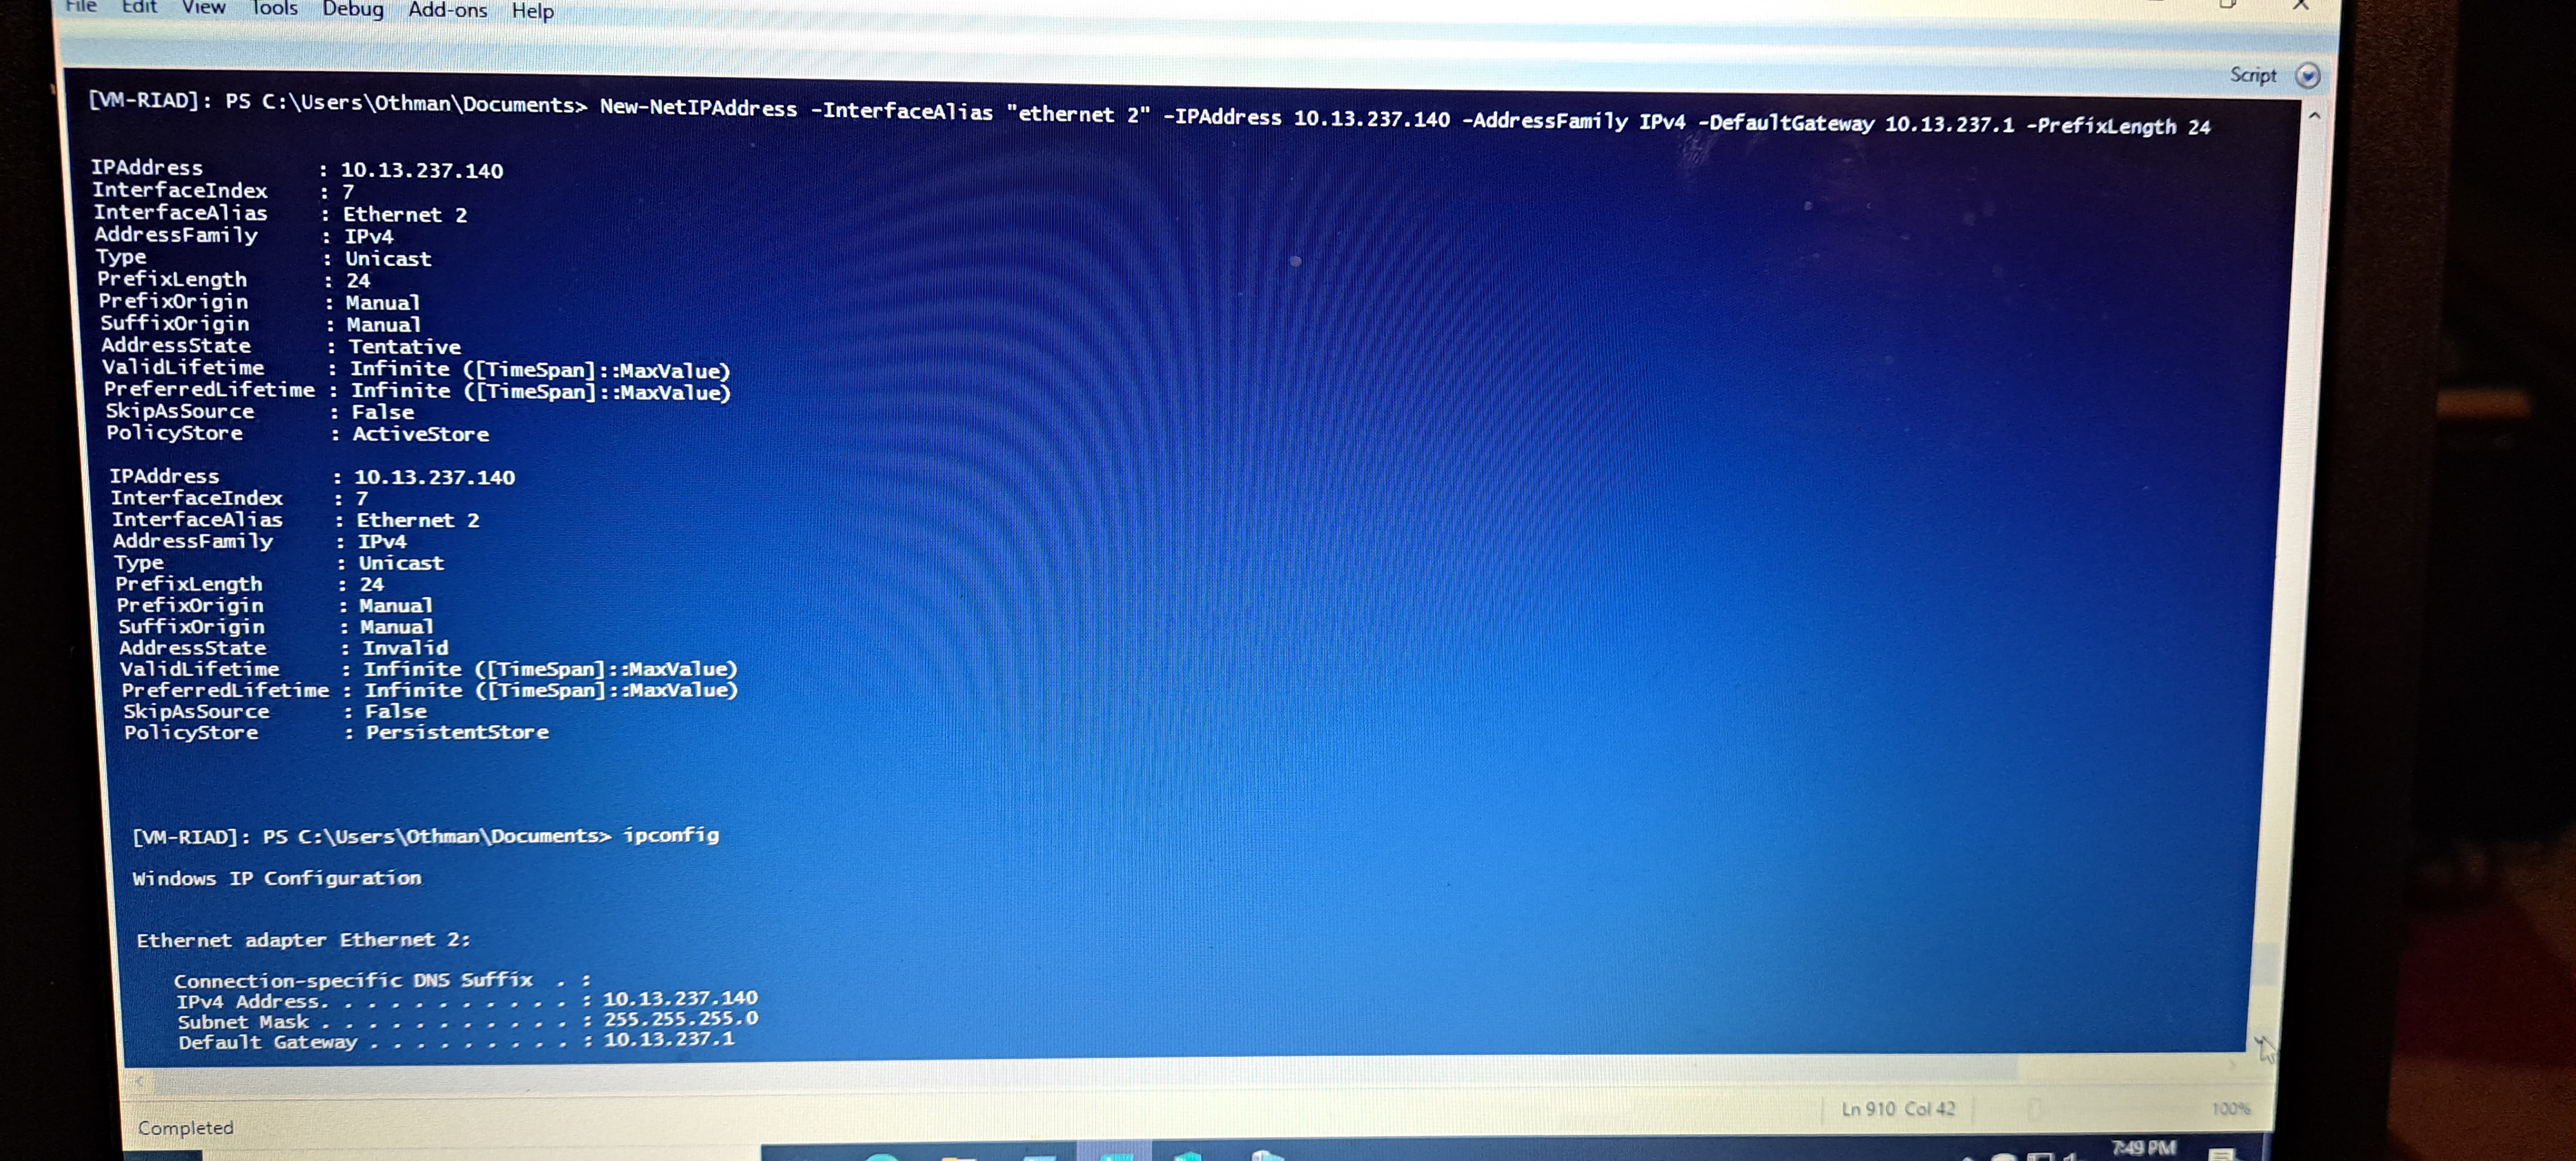 File Edit View Tools Debug Add-ons Help
Script
[VM-RIAD]: PS C:\Users\Othman\Documents> New-NetIPAddress -InterfaceAlias "ethernet 2" -IPAddress 10.13.237.140 -AddressFamily IPv4 -DefaultGateway 10.13.237.1 -PrefixLength 24
IPAddress : 10.13.237.140
InterfaceIndex : 7
InterfaceAlias : Ethernet 2
AddressFamily : IPv4
Type : Unicast
PrefixLength : 24
PrefixOrigin : Manual
SuffixOrigin : Manual
AddressState : Tentative
ValidLifetime : Infinite ([TimeSpan]::MaxValue)
PreferredLifetime : Infinite ([TimeSpan]::MaxValue)
SkipAsSource : False
PolicyStore : ActiveStore
IPAddress : 10.13.237.140
InterfaceIndex : 7
InterfaceAlias : Ethernet 2
AddressFamily : IPv4
Type : Unicast
PrefixLength : 24
PrefixOrigin : Manual
SuffixOrigin : Manual
AddressState : Invalid
ValidLifetime : Infinite ([TimeSpan]::MaxValue)
PreferredLifetime : Infinite ([TimeSpan]::MaxValue)
SkipAsSource : False
PolicyStore : PersistentStore
[VM-RIAD]: PS C:\Users\Othman\Documents> ipconfig
Windows IP Configuration
Ethernet adapter Ethernet 2:
Connection-specific DNS Suffix . :
IPv4 Address. . . . . . . . . . . : 10.13.237.140
Subnet Mask . . . . . . . . . . . : 255.255.255.0
Default Gateway . . . . . . . . . : 10.13.237.1
Ln 910 Col 42
100%
Completed
7:49 PM